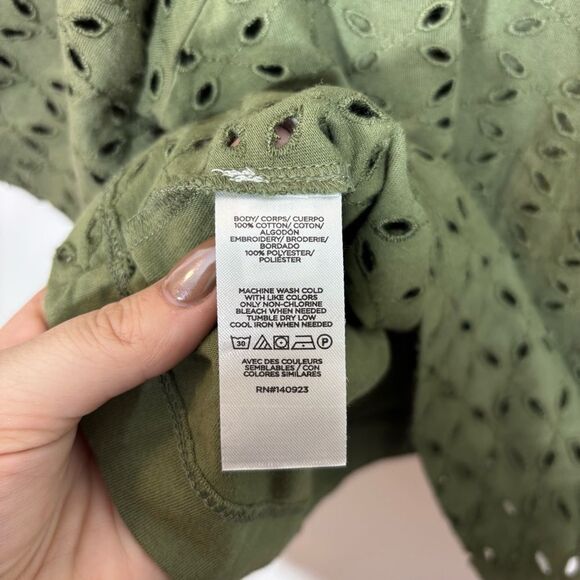 BODY/ CORPS/ CUERPO
100% COTTON/ COTON/
ALGODÓN
EMBROIDERY/ BRODERIE/
BORDADO
100% POLYESTER/
POLIÉSTER
MACHINE WASH COLD
WITH LIKE COLORS
ONLY NON-CHLORINE
BLEACH WHEN NEEDED
TUMBLE DRY LOW
COOL IRON WHEN NEEDED
30 P
AVEC DES COULEURS
SEMBLABLES / CON
COLORES SIMILARES
RN#140923